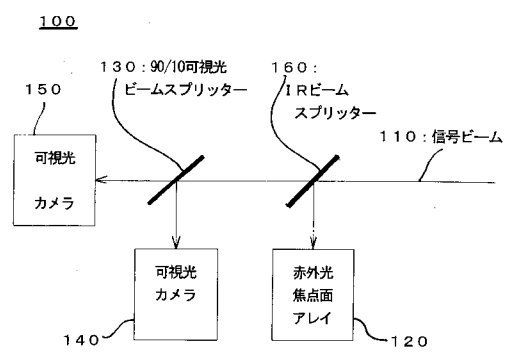 １００
１３０：90/10可視光
ビームスプリッター
１６０：
ＩＲビーム
スプリッター
１５０
１１０：信号ビーム
可視光
カメラ
可視光
カメラ
赤外光
焦点面
アレイ
１４０
１２０